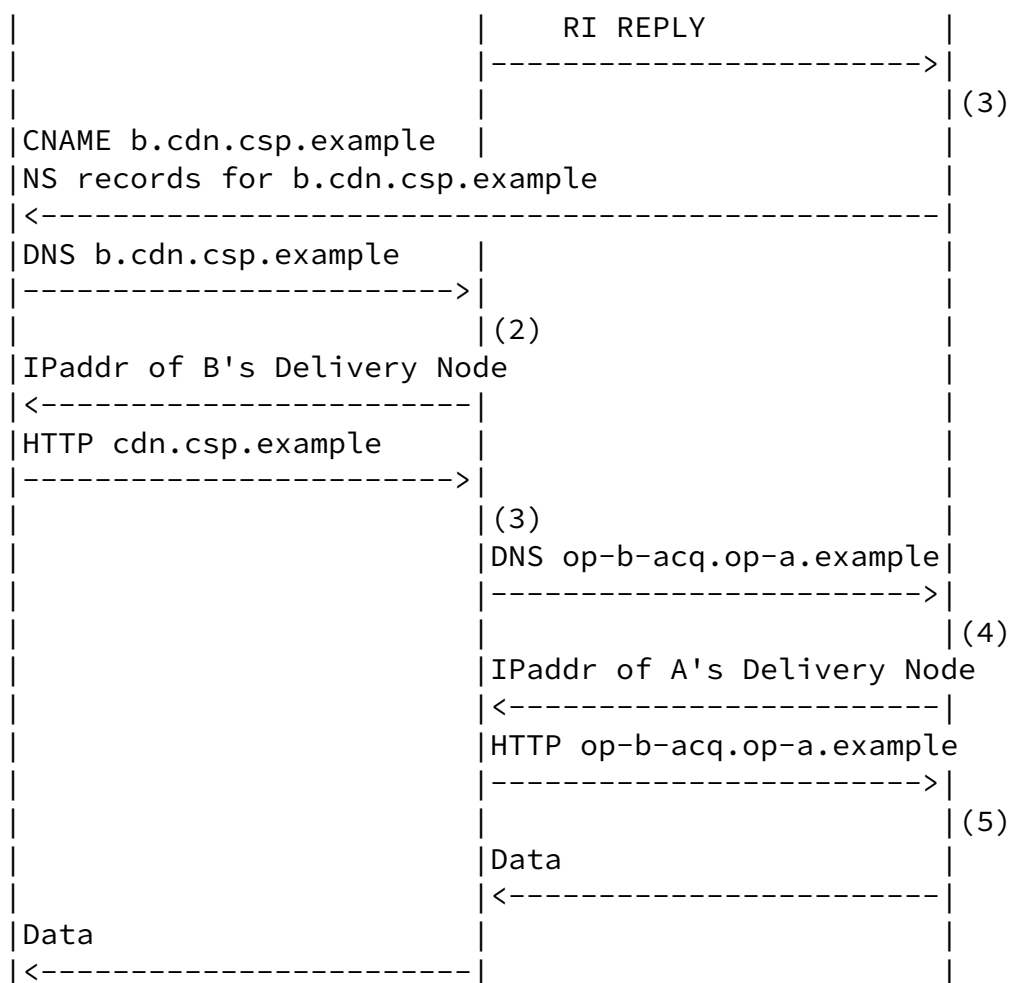 RI REPLY
(3)
CNAME b.cdn.csp.example
NS records for b.cdn.csp.example
DNS b.cdn.csp.example
(2)
IPaddr of B's Delivery Node
HTTP cdn.csp.example
(3)
DNS op-b-acq.op-a.example
(4)
IPaddr of A's Delivery Node
HTTP op-b-acq.op-a.example
(5)
Data
Data